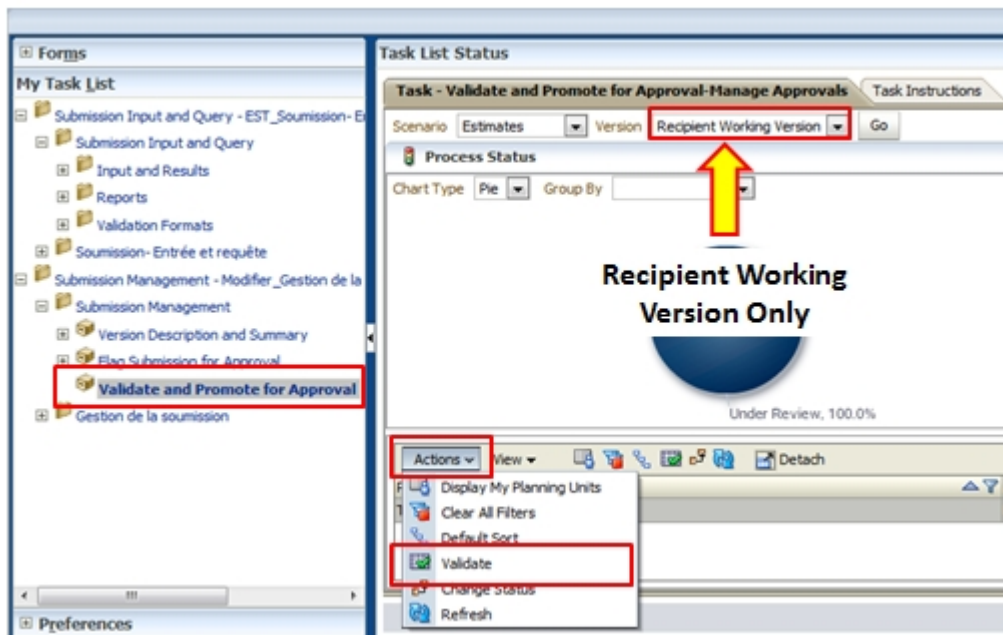 Forms
My Task List
Submission Input and Query - EST_Soumission- E
Submission Input and Query
Input and Results
Reports
Validation Formats
Soumission- Entrée et requête
Submission Management - Modifier_Gestion de la
Submission Management
Version Description and Summary
Flag Submission for Approval
Validate and Promote for Approval
Gestion de la soumission
Preferences
Task List Status
Task - Validate and Promote for Approval-Manage Approvals Task Instructions
Scenario Estimates Version Recipient Working Version Go
Process Status
Chart Type Pie Group By
Recipient Working
Version Only
Under Review, 100.0%
Actions View Detach
Display My Planning Units
Clear All Filters
Default Sort
Validate
Change Status
Refresh